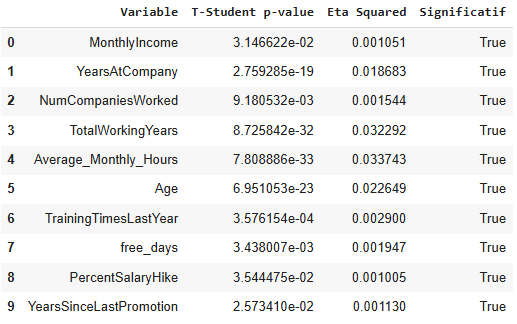 Variable T-Student p-value Eta Squared Significatif
0 MonthlyIncome 3.146622e-02 0.001051 True
1 YearsAtCompany 2.759285e-19 0.018683 True
2 NumCompaniesWorked 9.180532e-03 0.001544 True
3 TotalWorkingYears 8.725842e-32 0.032292 True
4 Average_Monthly_Hours 7.808886e-33 0.033743 True
5 Age 6.951053e-23 0.022649 True
6 TrainingTimesLastYear 3.576154e-04 0.002900 True
7 free_days 3.438007e-03 0.001947 True
8 PercentSalaryHike 3.544475e-02 0.001005 True
9 YearsSinceLastPromotion 2.573410e-02 0.001130 True